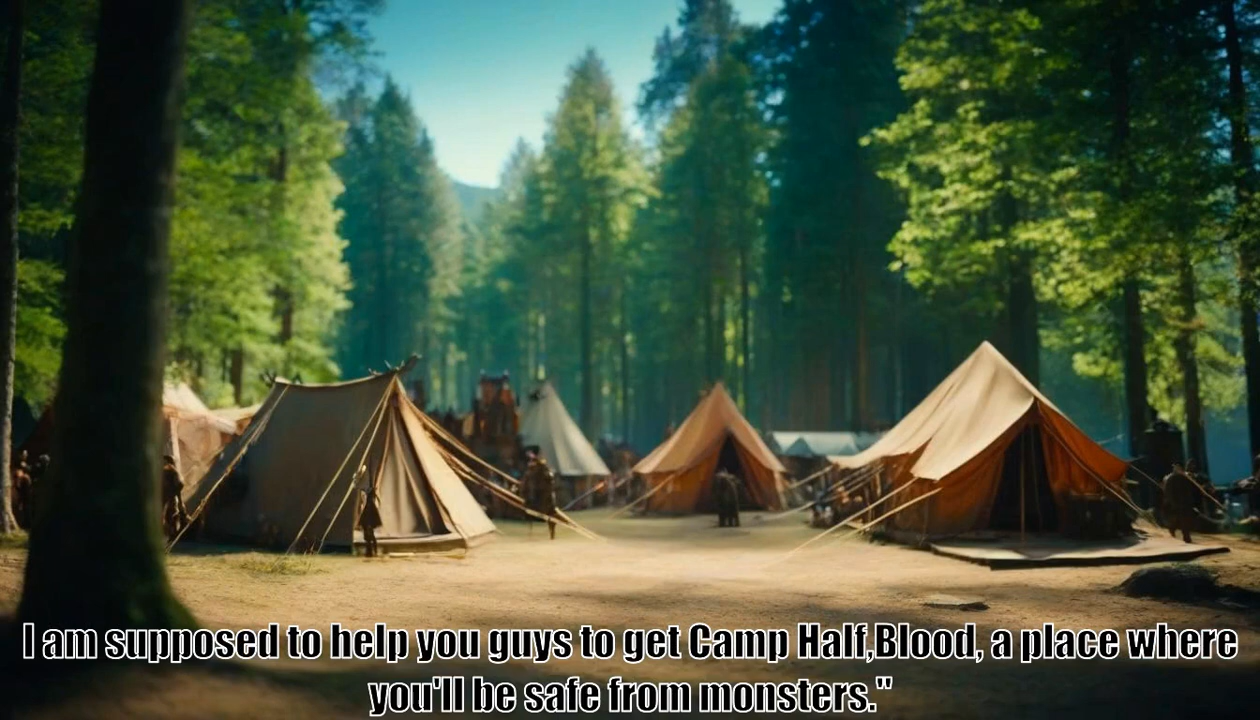 I am supposed to help you guys to get Camp Half,Blood, a place where
you'll be safe from monsters."